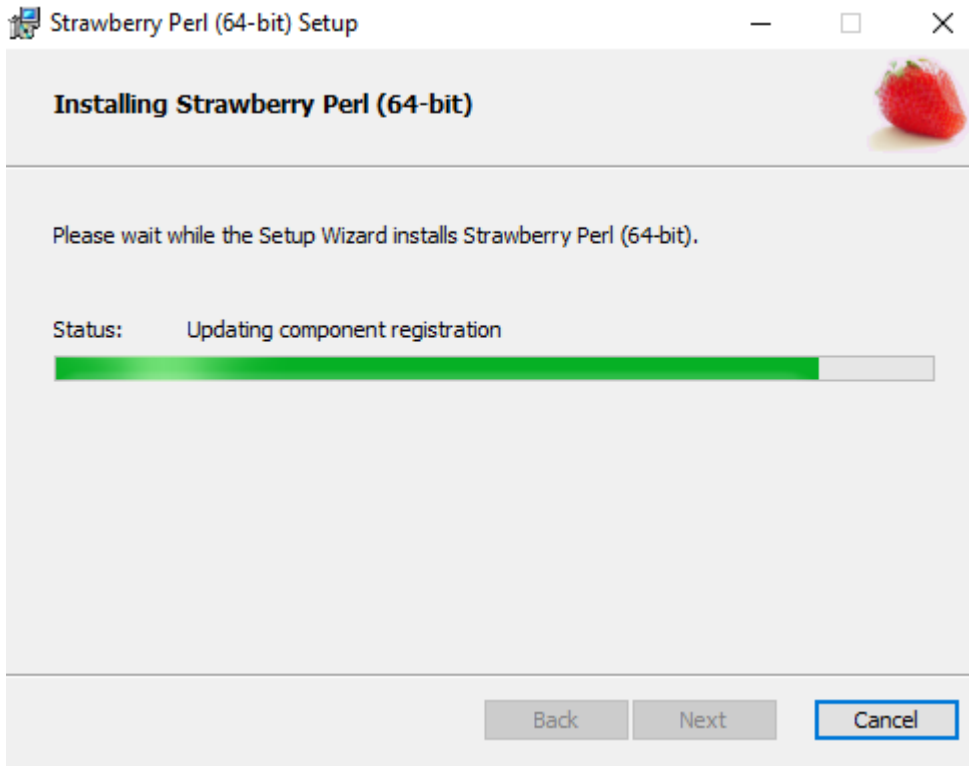 Strawberry Perl (64-bit) Setup
Installing Strawberry Perl (64-bit)
Please wait while the Setup Wizard installs Strawberry Perl (64-bit).
Status: Updating component registration
Back Next Cancel